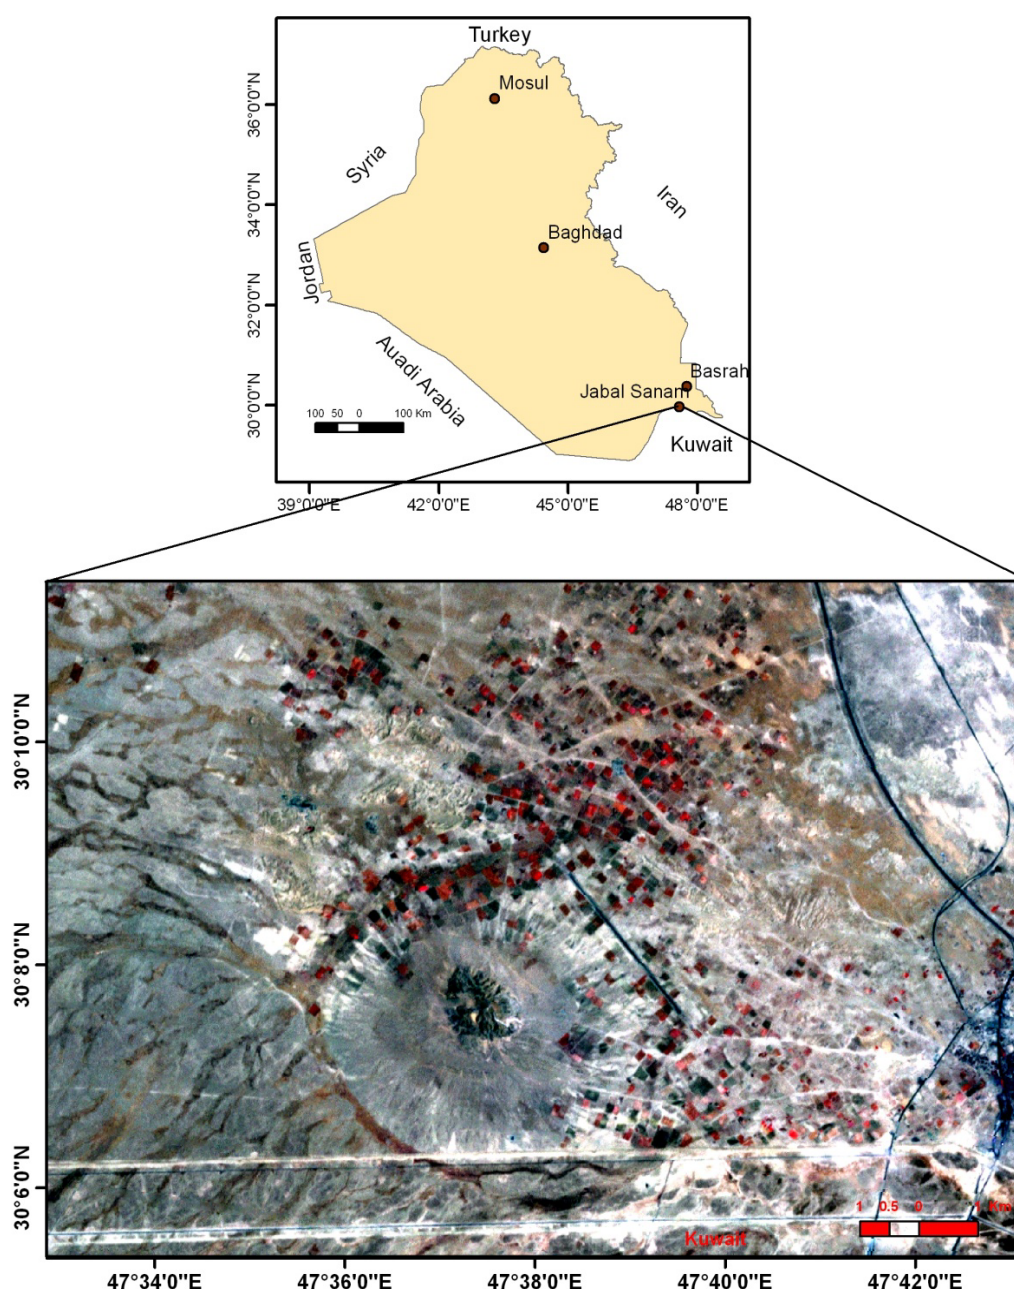 Turkey
Mosul
Syria
Iran
Baghdad
Jordan
Auadi Arabia
Basrah
Jabal Sanam
Kuwait
100 50 0 100 Km
36°0'0"N
34°0'0"N
32°0'0"N
30°0'0"N
39°0'0"E 42°0'0"E 45°0'0"E 48°0'0"E
30°10'0"N
30°8'0"N
30°6'0"N
1 0.5 0 1 Km
Kuwait
47°34'0"E 47°36'0"E 47°38'0"E 47°40'0"E 47°42'0"E